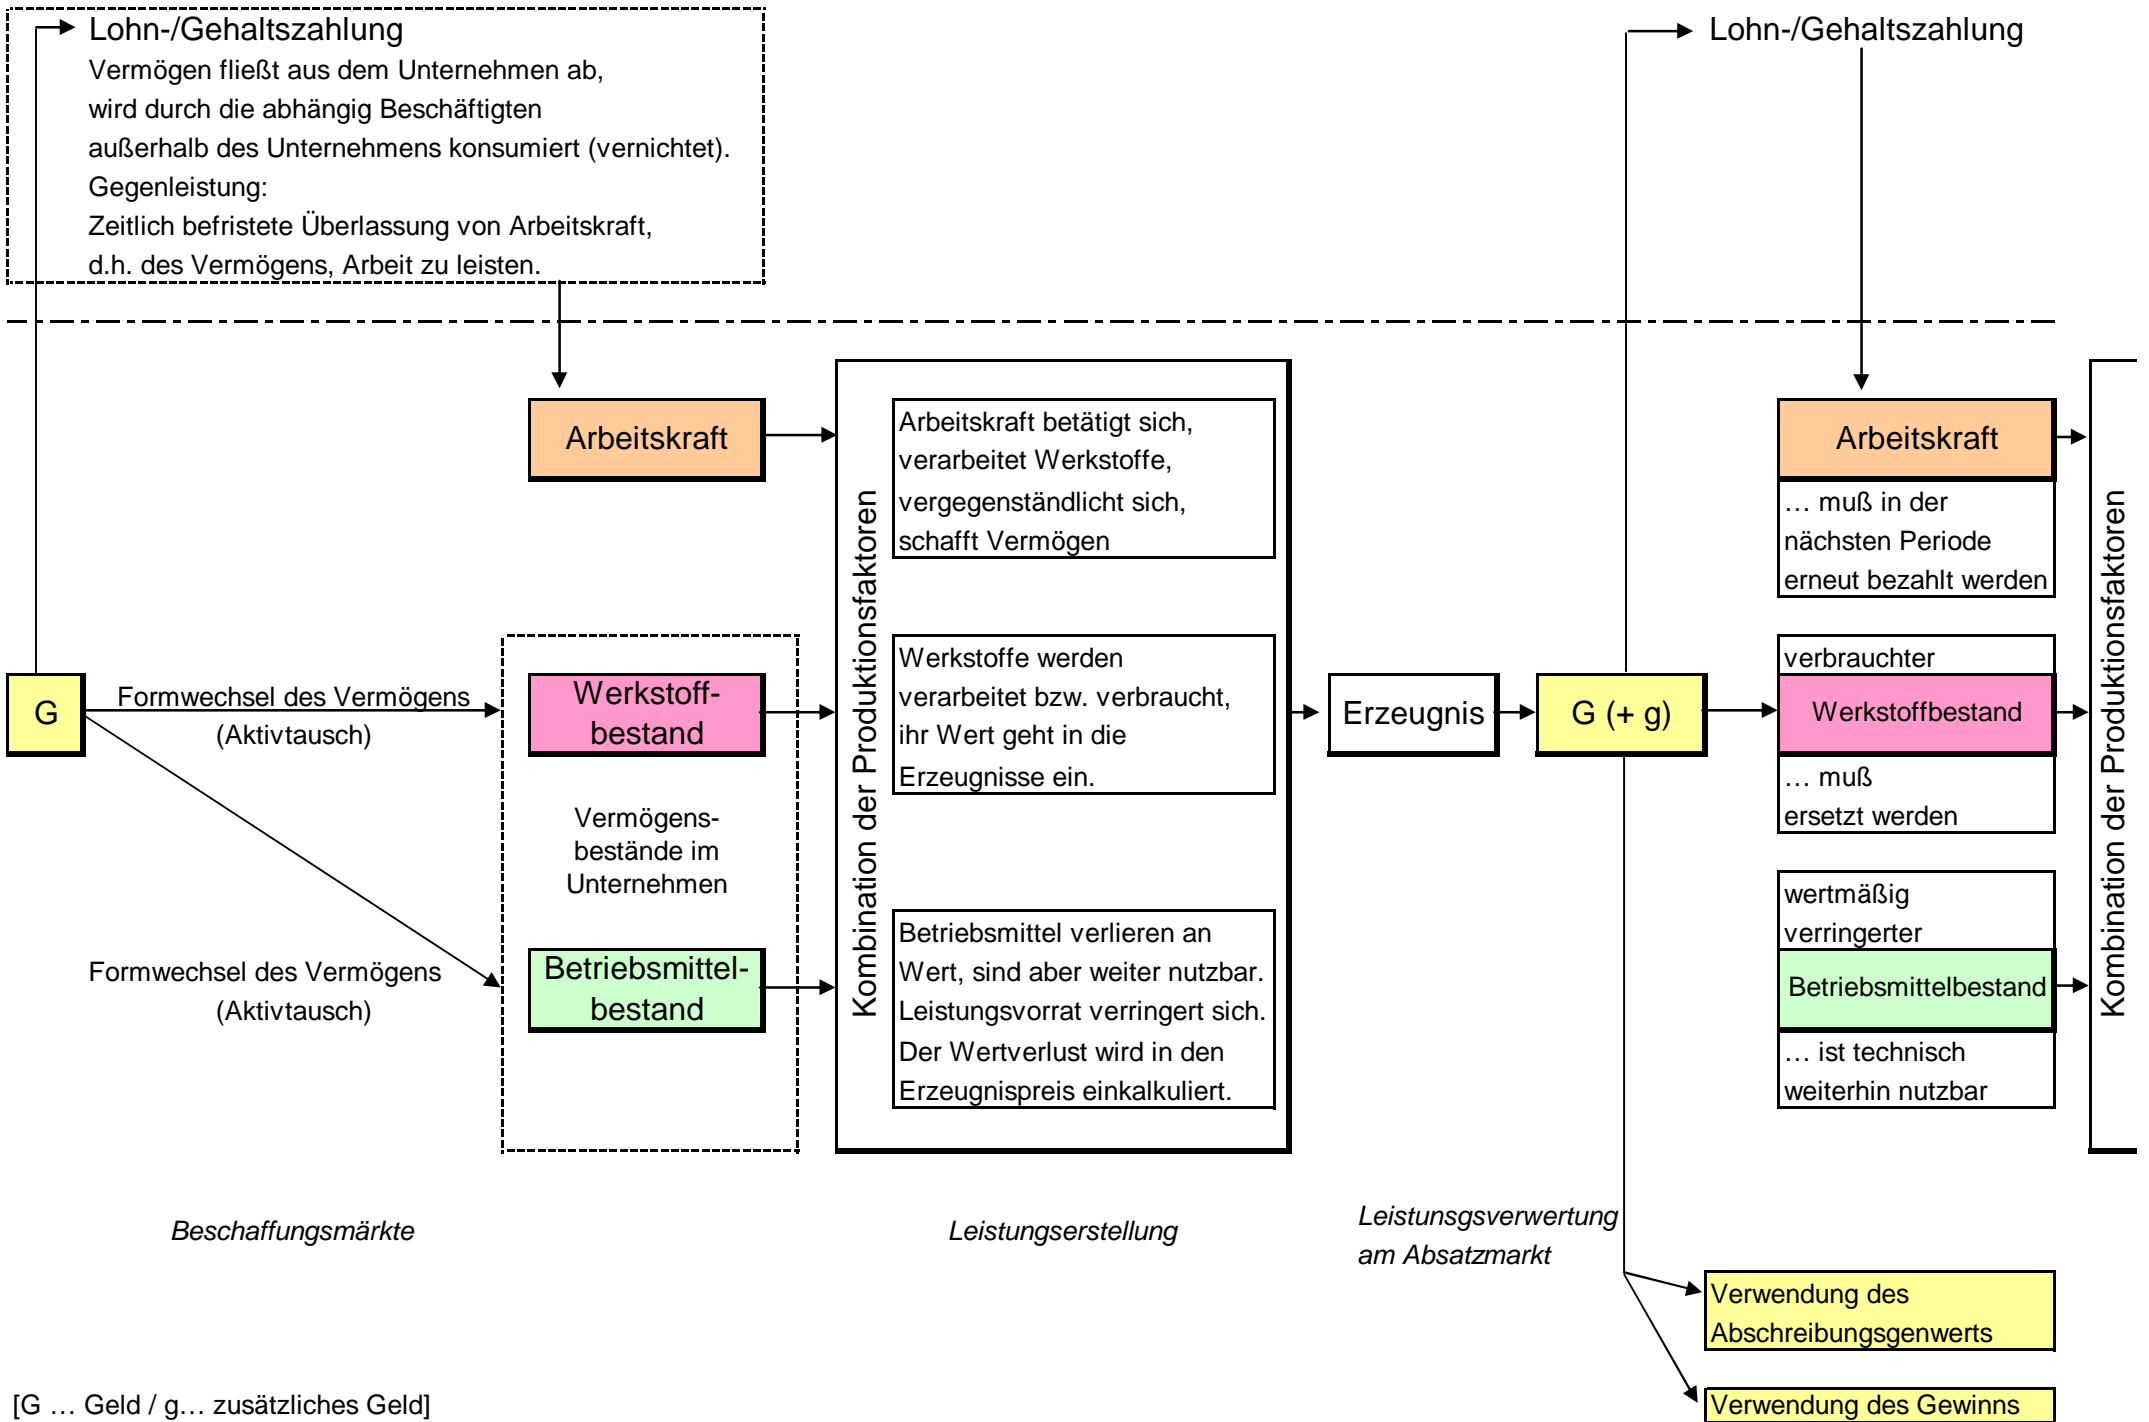 Lohn-/Gehaltszahlung
Vermögen fließt aus dem Unternehmen ab,
wird durch die abhängig Beschäftigten
außerhalb des Unternehmens konsumiert (vernichtet).
Gegenleistung:
Zeitlich befristete Überlassung von Arbeitskraft,
d.h. des Vermögens, Arbeit zu leisten.
Lohn-/Gehaltszahlung
G
Formwechsel des Vermögens
(Aktivtausch)
Formwechsel des Vermögens
(Aktivtausch)
Arbeitskraft
Werkstoff-
bestand
Vermögens-
bestände im
Unternehmen
Betriebsmittel-
bestand
Kombination der Produktionsfaktoren
Arbeitskraft betätigt sich,
verarbeitet Werkstoffe,
vergegenständlicht sich,
schafft Vermögen
Werkstoffe werden
verarbeitet bzw. verbraucht,
ihr Wert geht in die
Erzeugnisse ein.
Betriebsmittel verlieren an
Wert, sind aber weiter nutzbar.
Leistungsvorrat verringert sich.
Der Wertverlust wird in den
Erzeugnispreis einkalkuliert.
Erzeugnis
G (+ g)
Arbeitskraft
… muß in der
nächsten Periode
erneut bezahlt werden
verbrauchter
Werkstoffbestand
… muß
ersetzt werden
wertmäßig
verringerter
Betriebsmittelbestand
… ist technisch
weiterhin nutzbar
Kombination der Produktionsfaktoren
Beschaffungsmärkte
Leistungserstellung
Leistunsgsverwertung
am Absatzmarkt
Verwendung des
Abschreibungsgenwerts
Verwendung des Gewinns
[G … Geld / g… zusätzliches Geld]